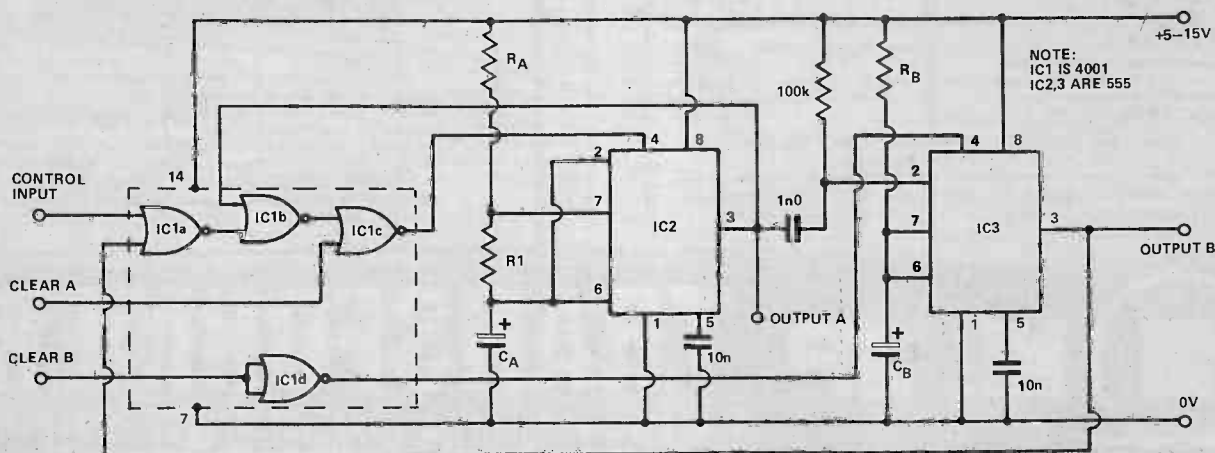 +5–15V
NOTE:
IC1 IS 4001
IC2,3 ARE 555
RA
100k
RB
4
8
4
8
2
2
14
CONTROL
INPUT
IC1a
IC1b
IC1c
7
IC2
3
1n0
7
IC3
3
OUTPUT B
R1
CLEAR A
6
6
1
5
OUTPUT A
1
5
+
CA
10n
+
CB
10n
CLEAR B
IC1d
7
0V